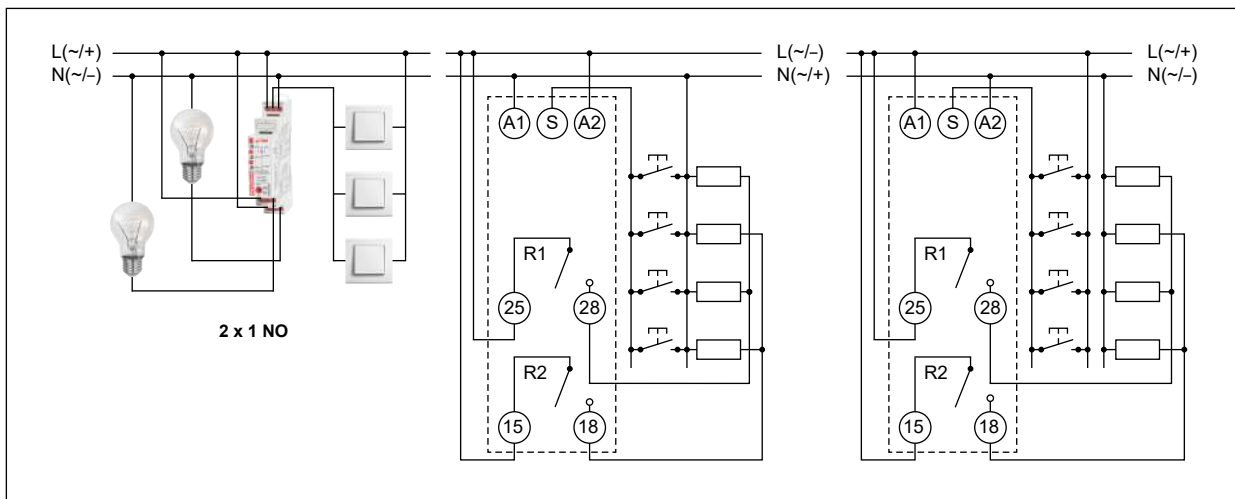 L(~/+)
N(~/–)
2 x 1 NO
L(~/–)
N(~/+)
A1
S
A2
R1
25
28
R2
15
18
L(~/+)
N(~/–)
A1
S
A2
R1
25
28
R2
15
18